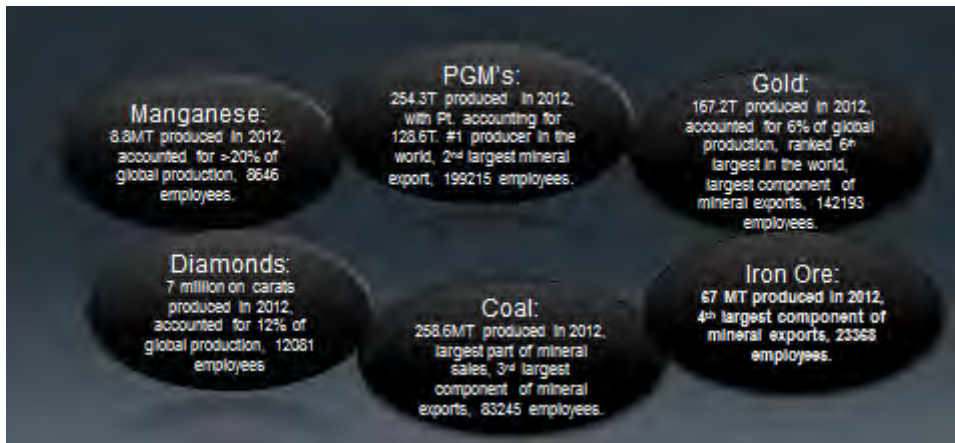 Manganese:
8.8MT produced in 2012,
accounted for >20% of
global production, 8646
employees.
PGM's:
254.3T produced in 2012,
with Pt. accounting for
128.6T. #1 producer in the
world, 2nd largest mineral
export, 199215 employees.
Gold:
167.2T produced in 2012,
accounted for 6% of global
production, ranked 6th
largest in the world,
largest component of
mineral exports, 142193
employees.
Diamonds:
7 million on carats
produced in 2012,
accounted for 12% of
global production, 12081
employees
Coal:
258.6MT produced in 2012,
largest part of mineral
sales, 3rd largest
component of mineral
exports, 83245 employees.
Iron Ore:
67 MT produced in 2012,
4th largest component of
mineral exports, 23368
employees.